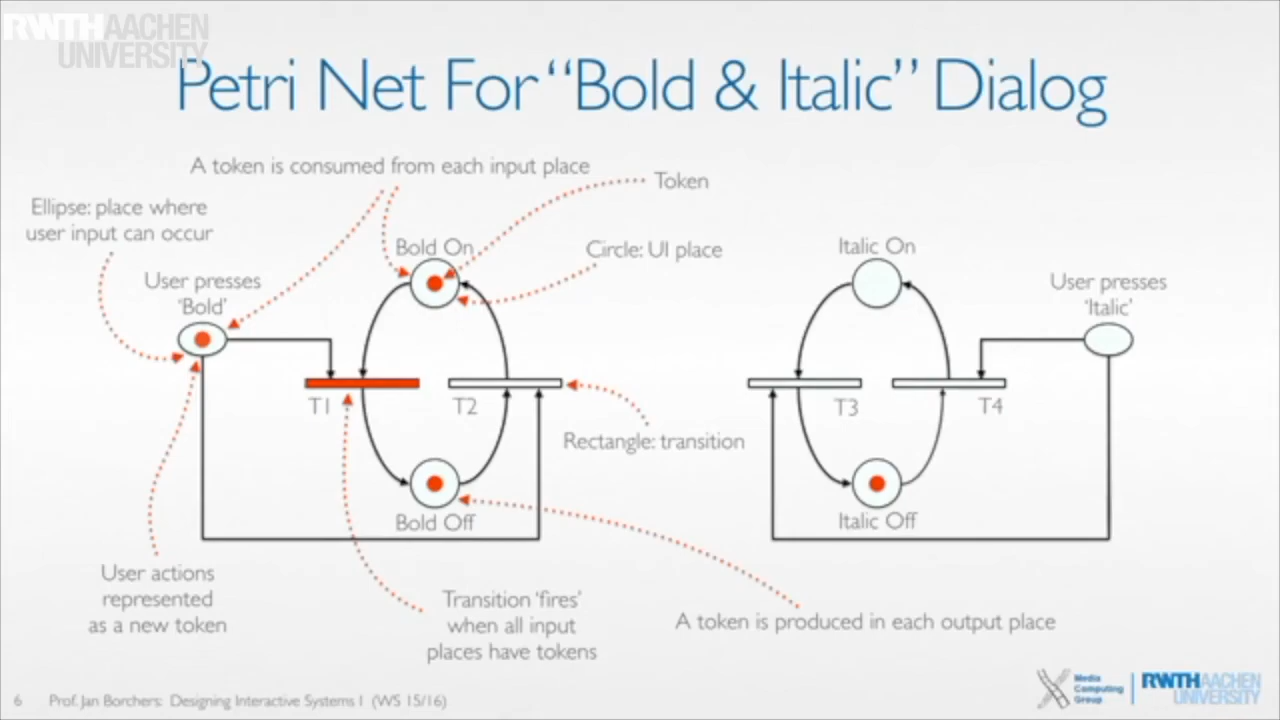 RWTH AACHEN
UNIVERSITY
Petri Net For “Bold & Italic” Dialog
A token is consumed from each input place
Token
Ellipse: place where
user input can occur
Bold On
Circle: UI place
Italic On
User presses
‘Bold’
User presses
‘Italic’
T1
T2
T3
T4
Rectangle: transition
Bold Off
Italic Off
User actions
represented
as a new token
Transition ‘fires’
when all input
places have tokens
A token is produced in each output place
6 Prof. Jan Borchers: Designing Interactive Systems I (WS 15/16)
Media
Computing
Group
RWTH AACHEN
UNIVERSITY